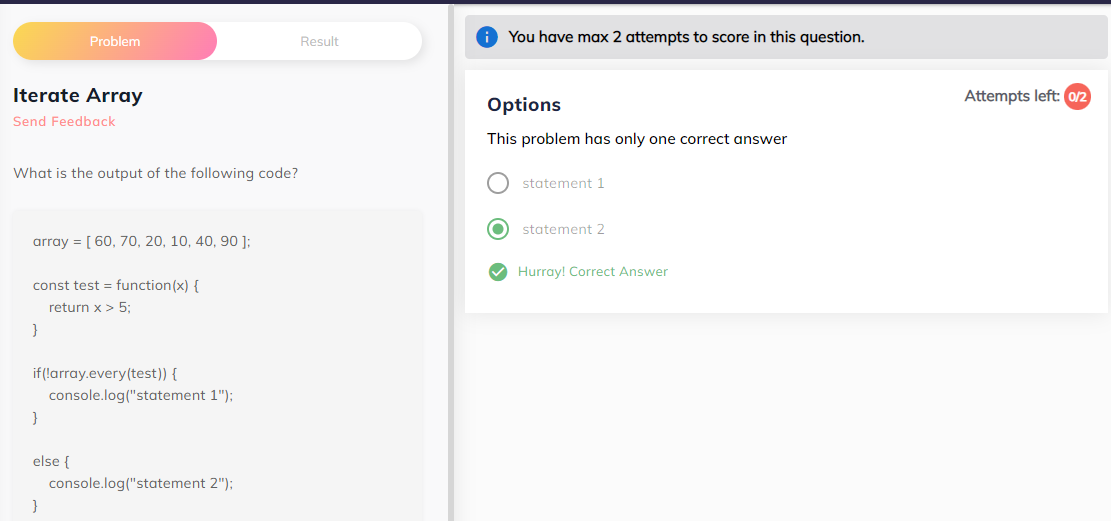 Problem
Result
Iterate Array
Send Feedback
What is the output of the following code?
array = [ 60, 70, 20, 10, 40, 90 ];
const test = function(x) {
return x > 5;
}
if(!array.every(test)) {
console.log("statement 1");
}
else {
console.log("statement 2");
}
You have max 2 attempts to score in this question.
Options
Attempts left: 0/2
This problem has only one correct answer
statement 1
statement 2
Hurray! Correct Answer